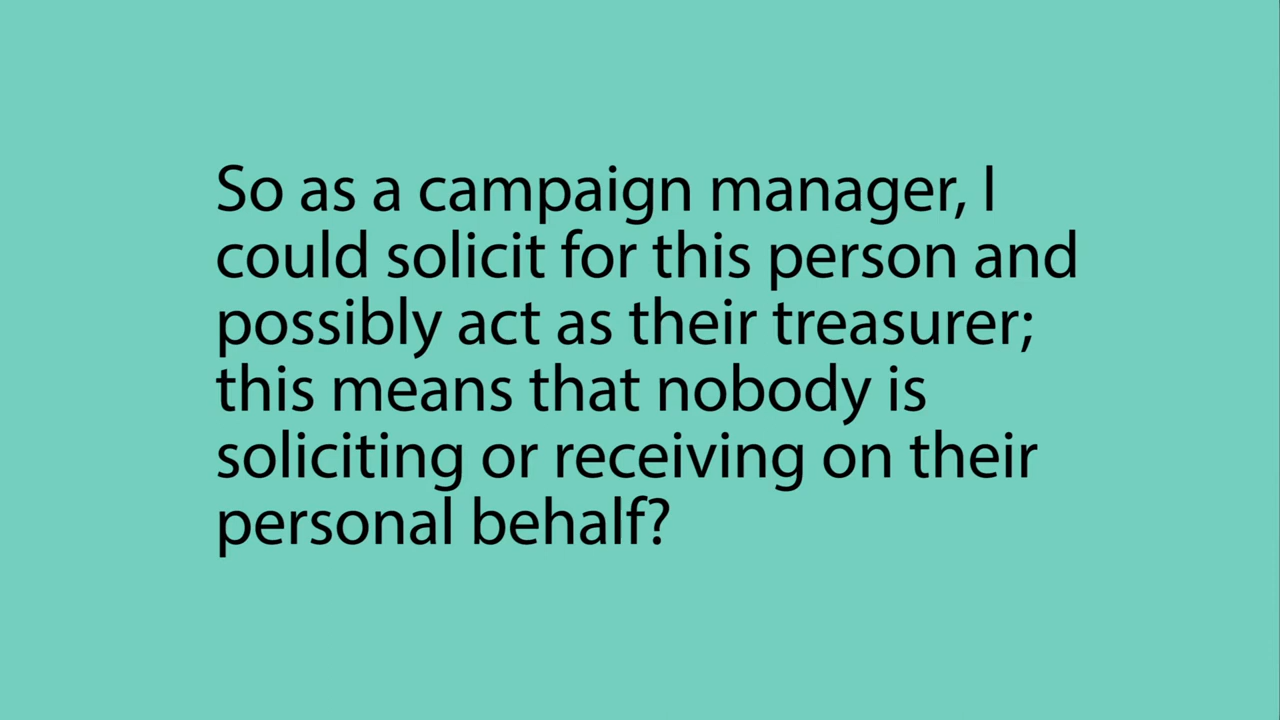 So as a campaign manager, I
could solicit for this person and
possibly act as their treasurer;
this means that nobody is
soliciting or receiving on their
personal behalf?